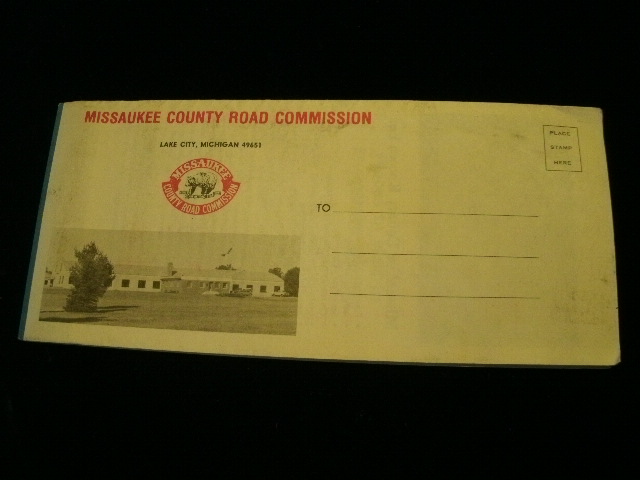 MISSAUKEE COUNTY ROAD COMMISSION
LAKE CITY, MICHIGAN 49651
MISSAUKEE
COUNTY ROAD COMMISSION
TO
PLACE
STAMP
HERE